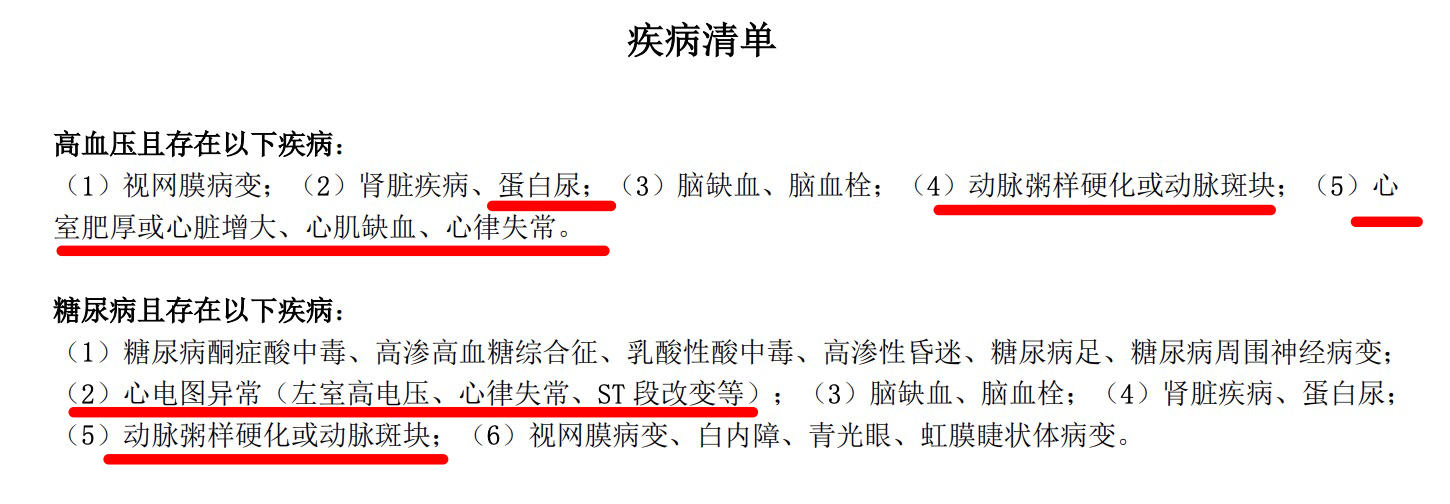 疾病清单
高血压且存在以下疾病：
（1）视网膜病变；（2）肾脏疾病、蛋白尿；（3）脑缺血、脑血栓；（4）动脉粥样硬化或动脉斑块；（5）心
室肥厚或心脏增大、心肌缺血、心律失常。
糖尿病且存在以下疾病：
（1）糖尿病酮症酸中毒、高渗高血糖综合征、乳酸性酸中毒、高渗性昏迷、糖尿病足、糖尿病周围神经病变；
（2）心电图异常（左室高电压、心律失常、ST 段改变等）；（3）脑缺血、脑血栓；（4）肾脏疾病、蛋白尿；
（5）动脉粥样硬化或动脉斑块；（6）视网膜病变、白内障、青光眼、虹膜睫状体病变。